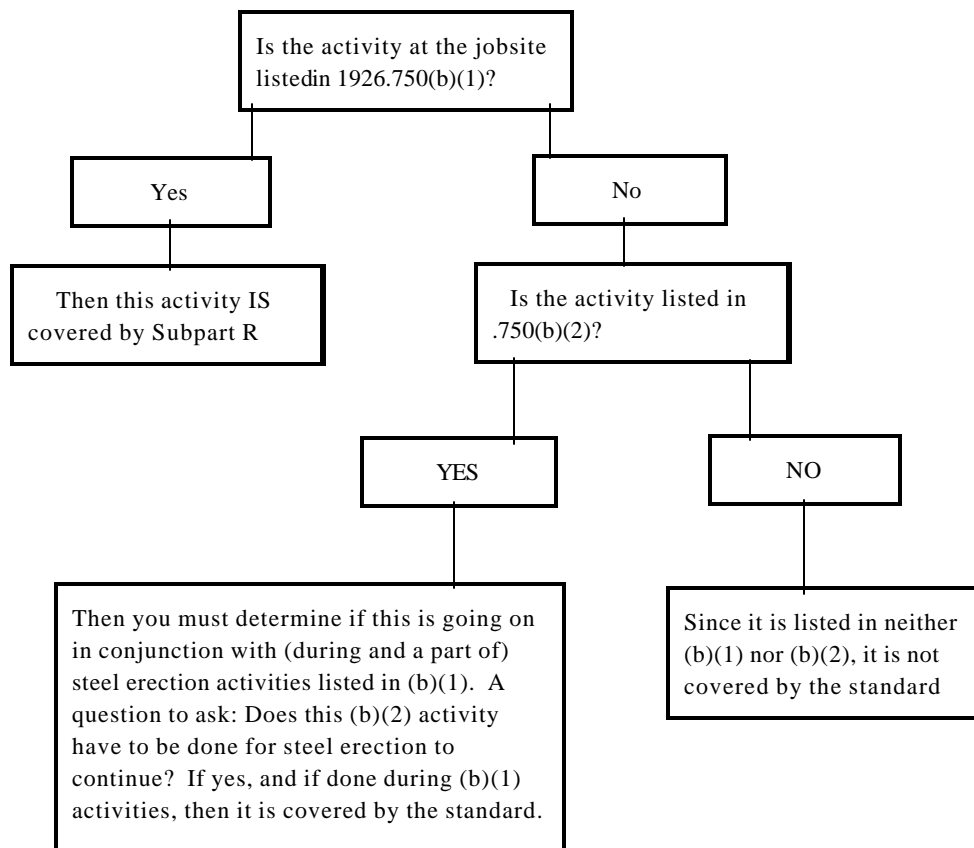 Is the activity at the jobsite
listedin 1926.750(b)(1)?
Yes
No
Then this activity IS
covered by Subpart R
Is the activity listed in
.750(b)(2)?
YES
NO
Then you must determine if this is going on
in conjunction with (during and a part of)
steel erection activities listed in (b)(1).  A
question to ask: Does this (b)(2) activity
have to be done for steel erection to
continue?  If yes, and if done during (b)(1)
activities, then it is covered by the standard.
Since it is listed in neither
(b)(1) nor (b)(2), it is not
covered by the standard